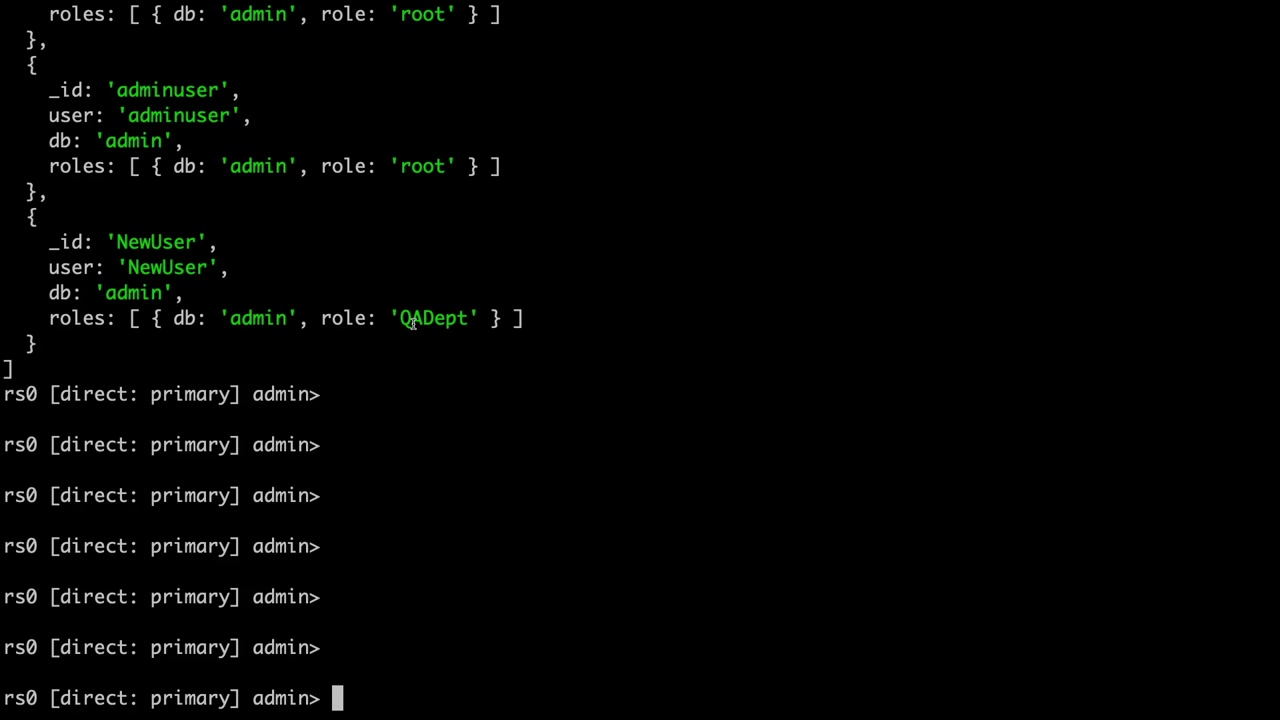 roles: [ { db: 'admin', role: 'root' } ]
},
{
_id: 'adminuser',
user: 'adminuser',
db: 'admin',
roles: [ { db: 'admin', role: 'root' } ]
},
{
_id: 'NewUser',
user: 'NewUser',
db: 'admin',
roles: [ { db: 'admin', role: 'QADept' } ]
}
]
rs0 [direct: primary] admin>
rs0 [direct: primary] admin>
rs0 [direct: primary] admin>
rs0 [direct: primary] admin>
rs0 [direct: primary] admin>
rs0 [direct: primary] admin>
rs0 [direct: primary] admin>